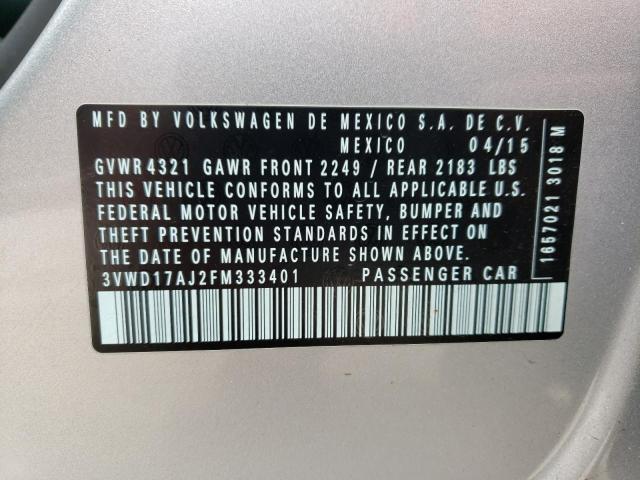 MFD BY VOLKSWAGEN DE MEXICO S.A. DE C.V.
MEXICO 04/15
GVWR 4321 GAWR FRONT 2249 / REAR 2183 LBS
THIS VEHICLE CONFORMS TO ALL APPLICABLE U.S.
FEDERAL MOTOR VEHICLE SAFETY, BUMPER AND
THEFT PREVENTION STANDARDS IN EFFECT ON
THE DATE OF MANUFACTURE SHOWN ABOVE.
3VWD17AJ2FM333401 PASSENGER CAR
1657021 3018 M